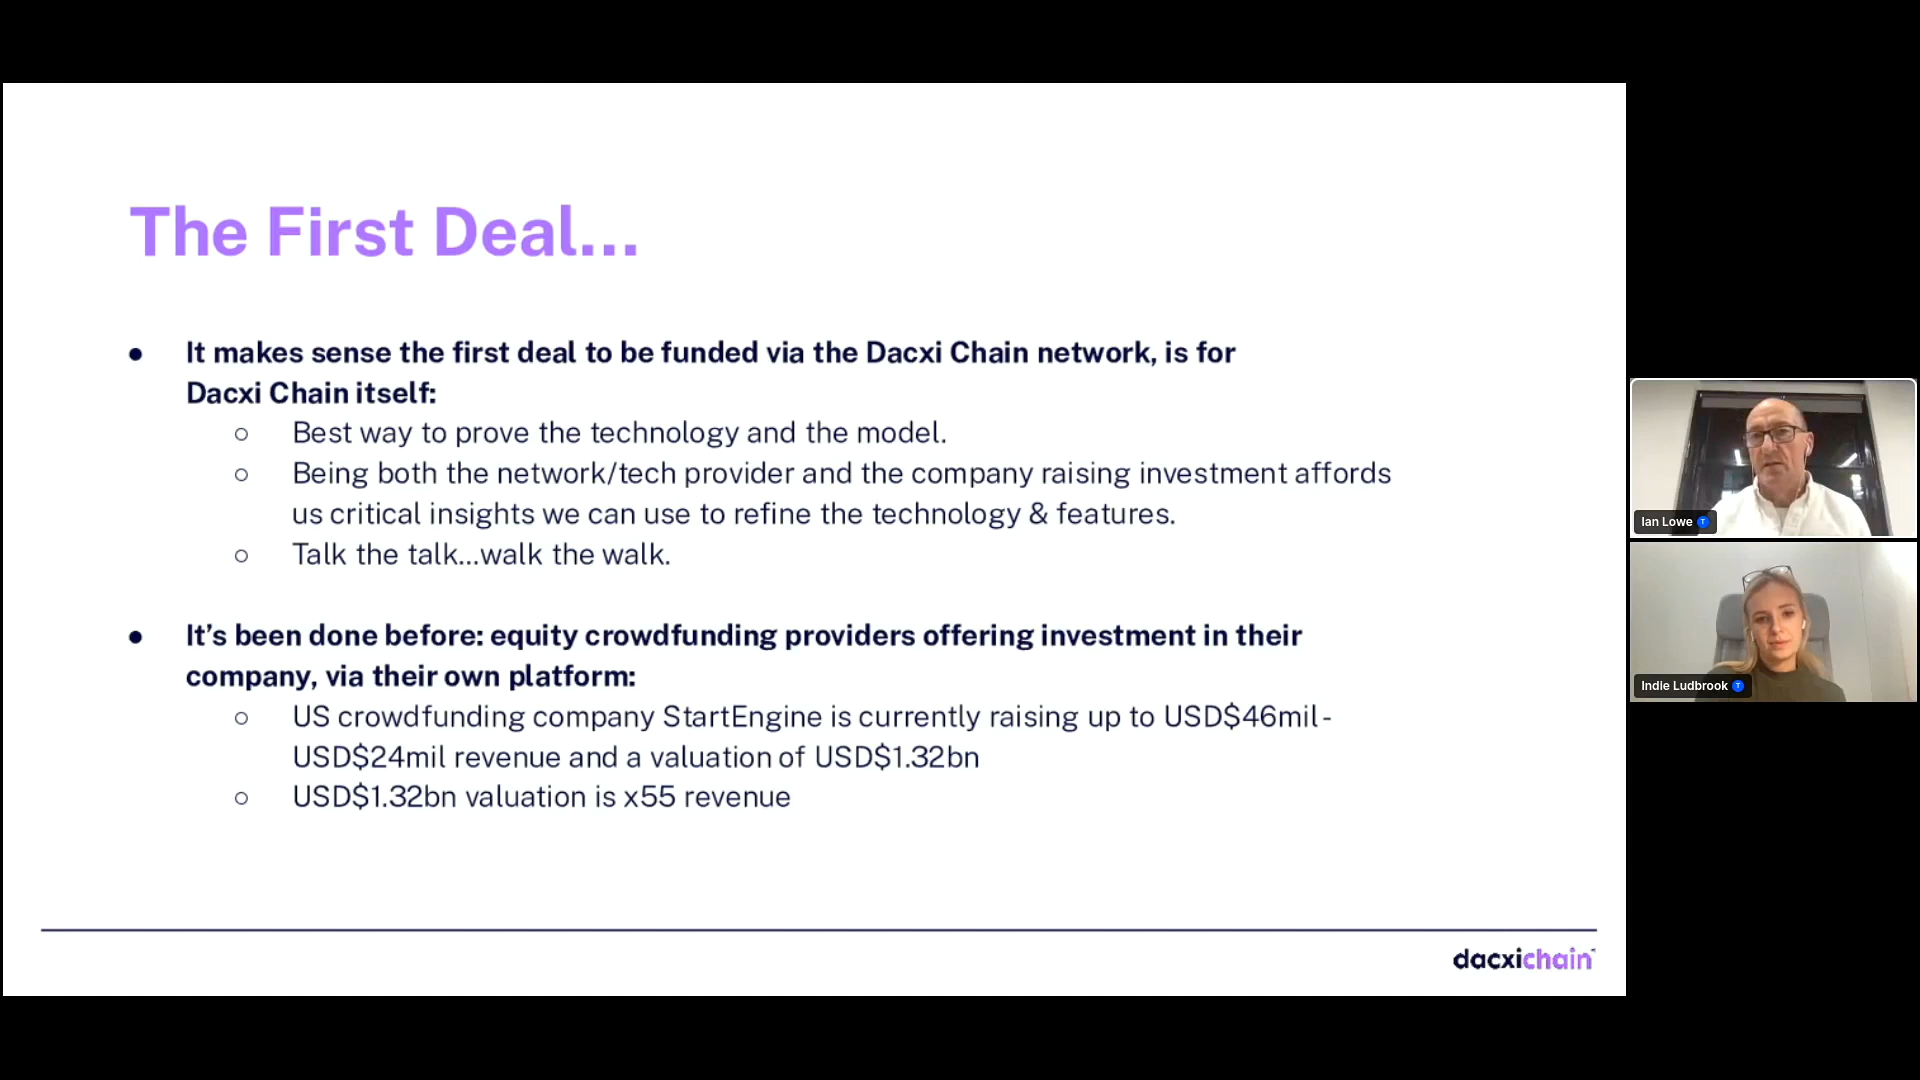 The First Deal...
● It makes sense the first deal to be funded via the Dacxi Chain network, is for
Dacxi Chain itself:
○ Best way to prove the technology and the model.
○ Being both the network/tech provider and the company raising investment affords
us critical insights we can use to refine the technology & features.
○ Talk the talk...walk the walk.
● It’s been done before: equity crowdfunding providers offering investment in their
company, via their own platform:
○ US crowdfunding company StartEngine is currently raising up to USD$46mil -
USD$24mil revenue and a valuation of USD$1.32bn
○ USD$1.32bn valuation is x55 revenue
dacxichain
Ian Lowe T
Indie Ludbrook T